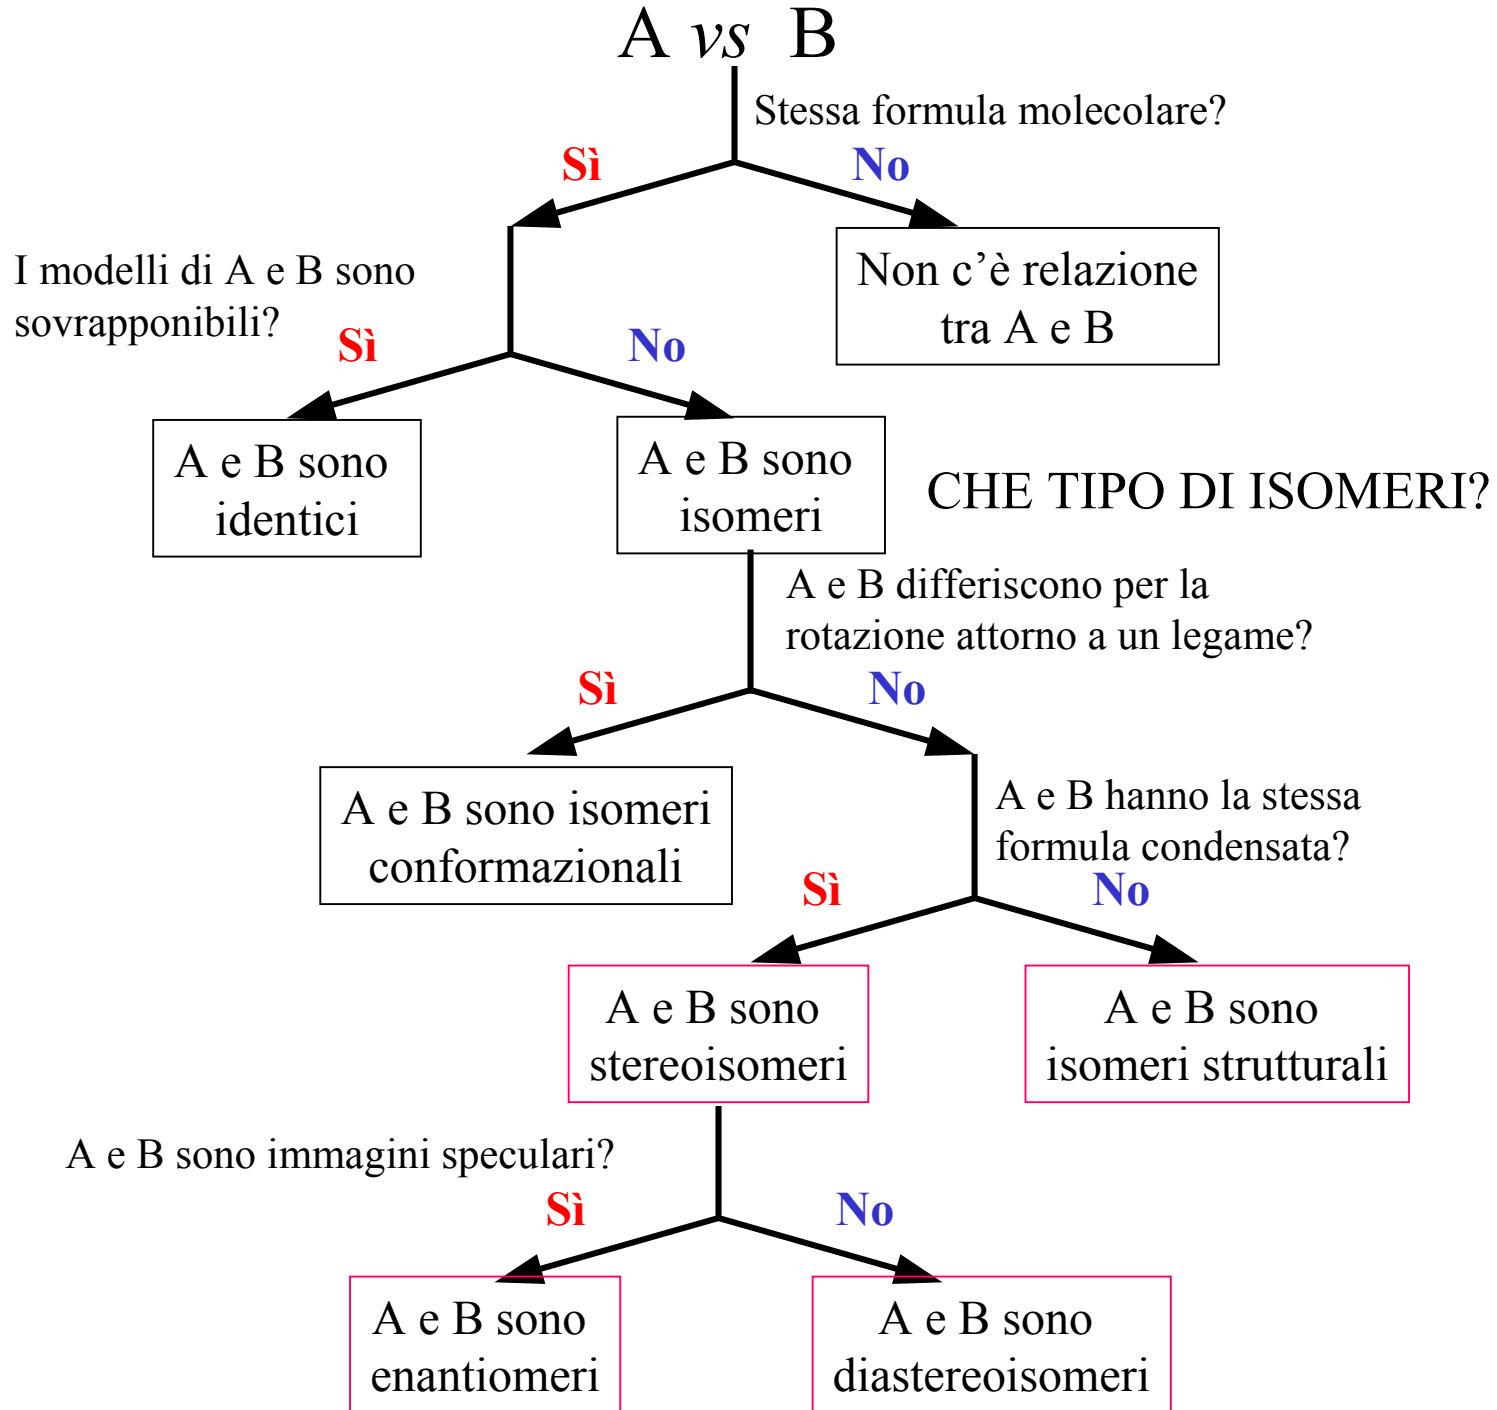 A vs B
Stessa formula molecolare?
Sì
No
I modelli di A e B sono
sovrapponibili?
Non c’è relazione
tra A e B
Sì
No
A e B sono
identici
A e B sono
isomeri
CHE TIPO DI ISOMERI?
A e B differiscono per la
rotazione attorno a un legame?
Sì
No
A e B sono isomeri
conformazionali
A e B hanno la stessa
formula condensata?
Sì
No
A e B sono
stereoisomeri
A e B sono
isomeri strutturali
A e B sono immagini speculari?
Sì
No
A e B sono
enantiomeri
A e B sono
diastereoisomeri